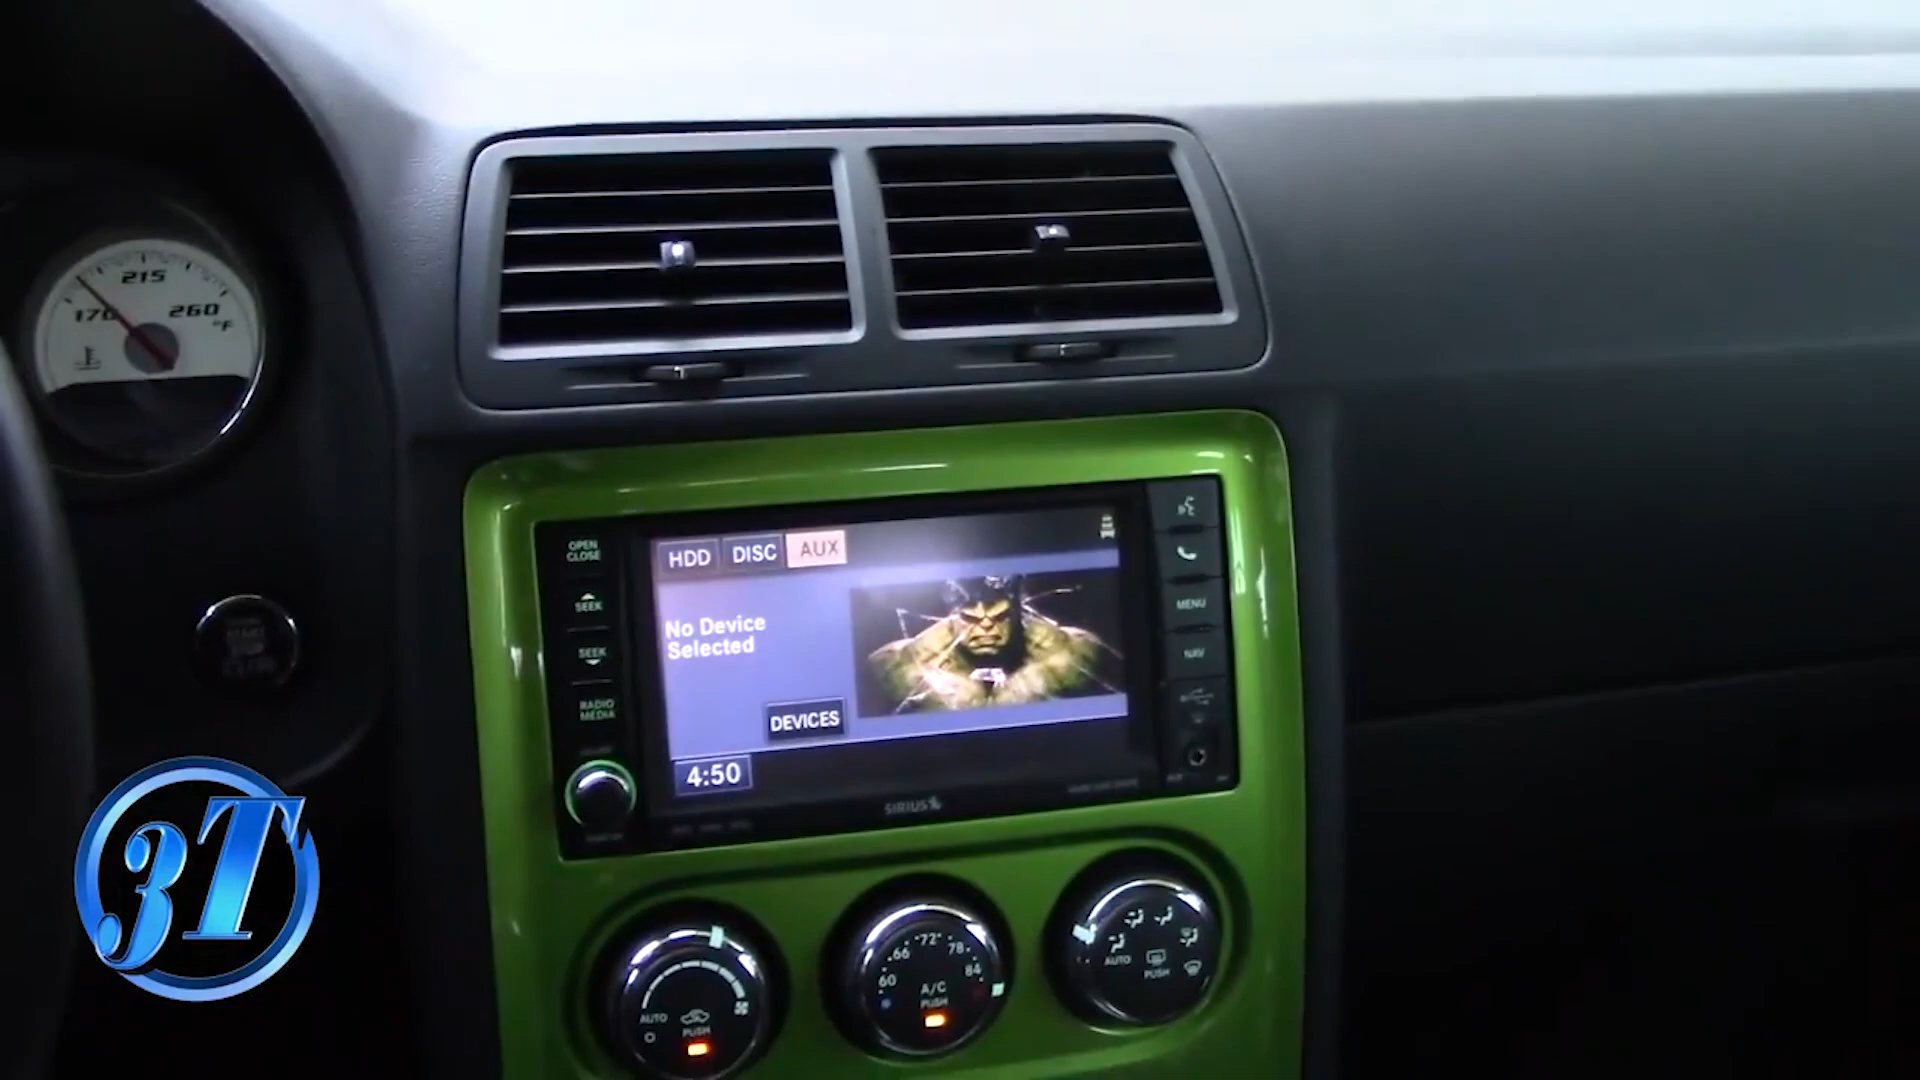 215
170
260
°F
OPEN
CLOSE
SEEK
SEEK
RADIO
MEDIA
HDD
DISC
AUX
No Device
Selected
DEVICES
4:50
SIRIUS
MENU
NAV
3T
AUTO
O
PUSH
60
66
72
78
84
A/C
PUSH
AUTO
PUSH